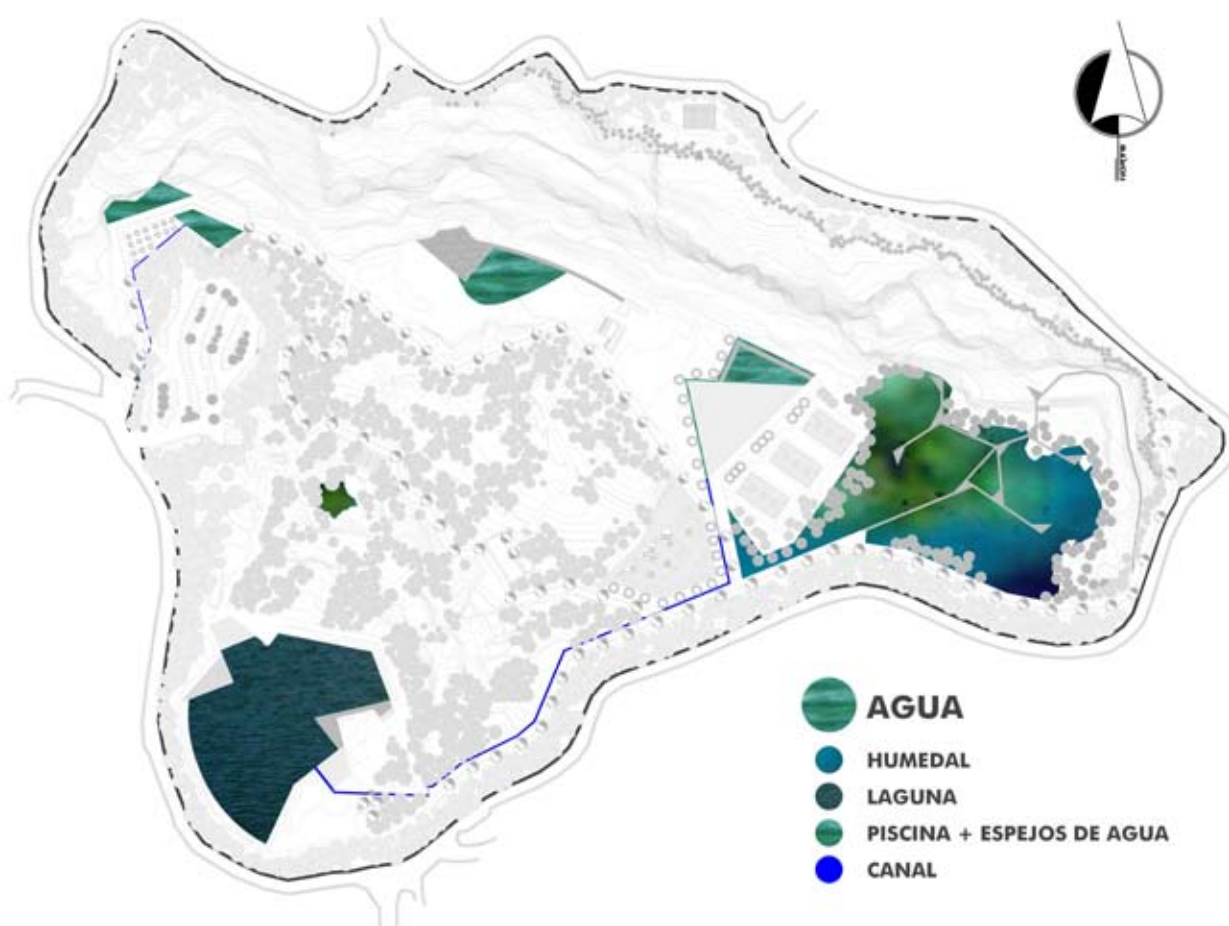 AGUA
HUMEDAL
LAGUNA
PISCINA + ESPEJOS DE AGUA
CANAL